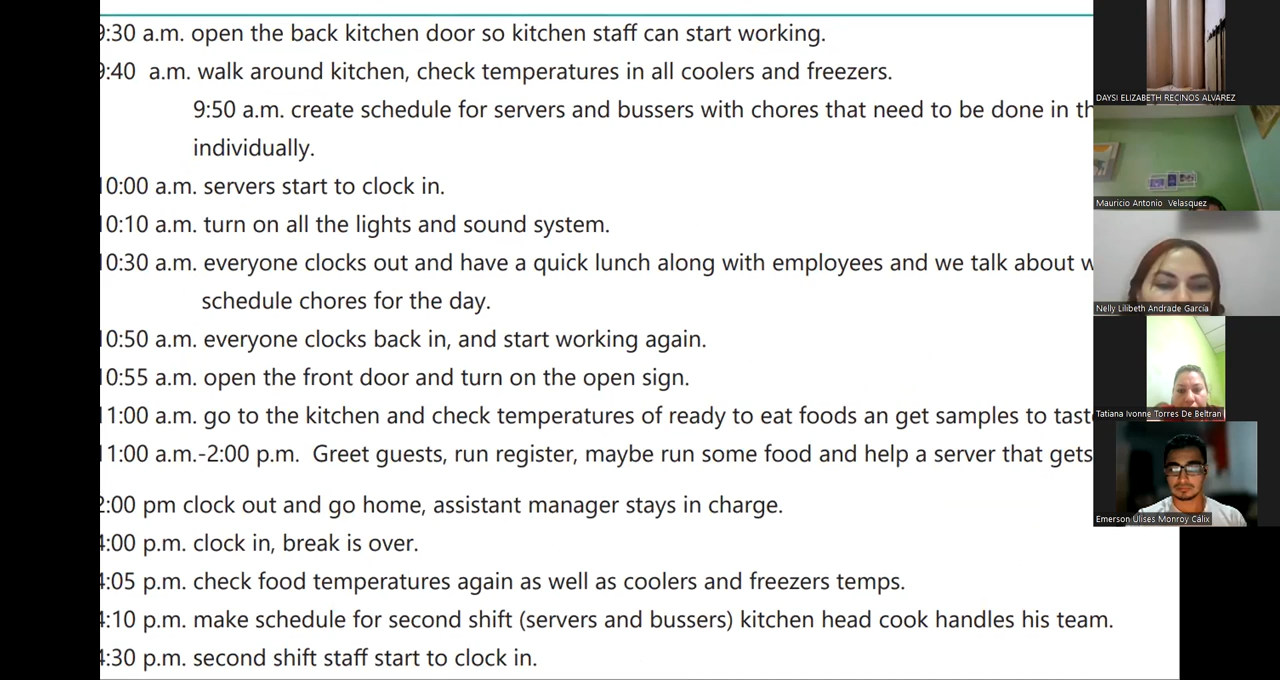 9:30 a.m. open the back kitchen door so kitchen staff can start working.
9:40 a.m. walk around kitchen, check temperatures in all coolers and freezers.
9:50 a.m. create schedule for servers and bussers with chores that need to be done in
individually.
10:00 a.m. servers start to clock in.
10:10 a.m. turn on all the lights and sound system.
10:30 a.m. everyone clocks out and have a quick lunch along with employees and we talk about
schedule chores for the day.
10:50 a.m. everyone clocks back in, and start working again.
10:55 a.m. open the front door and turn on the open sign.
11:00 a.m. go to the kitchen and check temperatures of ready to eat foods an get samples to
11:00 a.m.-2:00 p.m. Greet guests, run register, maybe run some food and help a server that gets
2:00 pm clock out and go home, assistant manager stays in charge.
4:00 p.m. clock in, break is over.
4:05 p.m. check food temperatures again as well as coolers and freezers temps.
4:10 p.m. make schedule for second shift (servers and bussers) kitchen head cook handles his team.
4:30 p.m. second shift staff start to clock in.
DAYSI ELIZABETH RECINOS ALVAREZ
Mauricio Antonio Velasquez
Nelly Lilibeth Andrade García
Tatiana Ivonne Torres De Beltran
Emerson Ulises Monroy Cálix